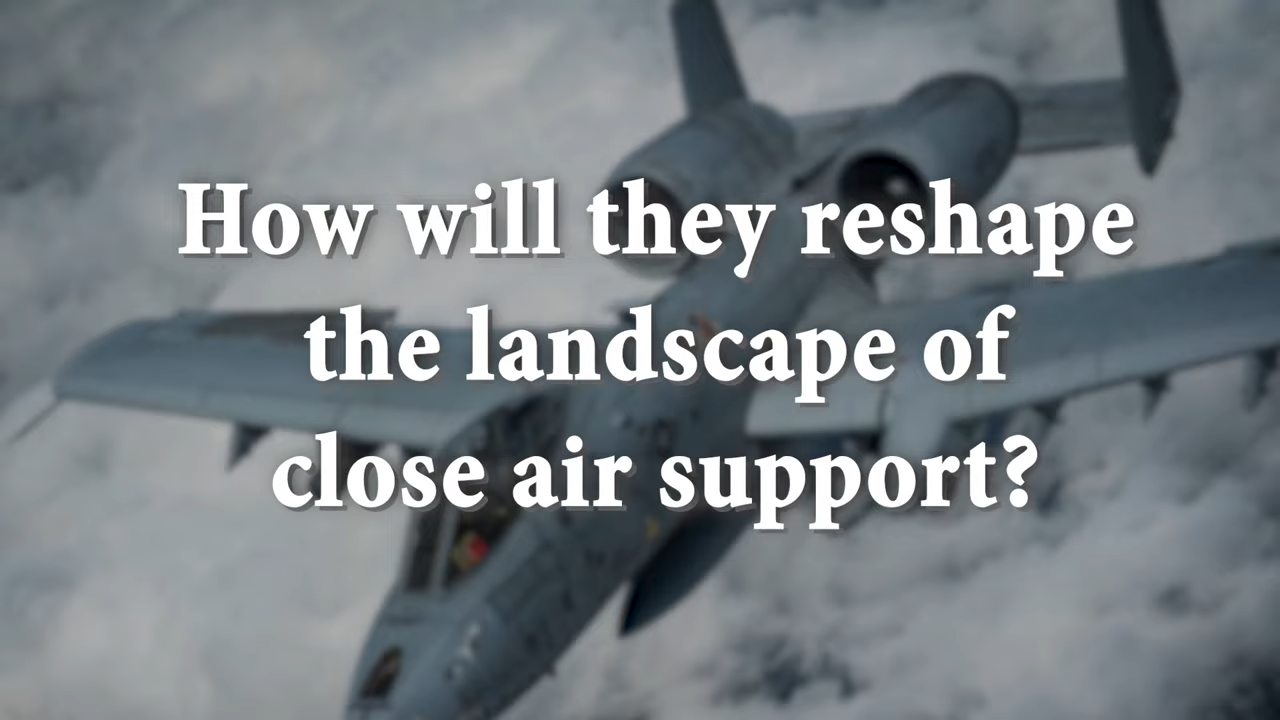 How will they reshape
the landscape of
close air support?